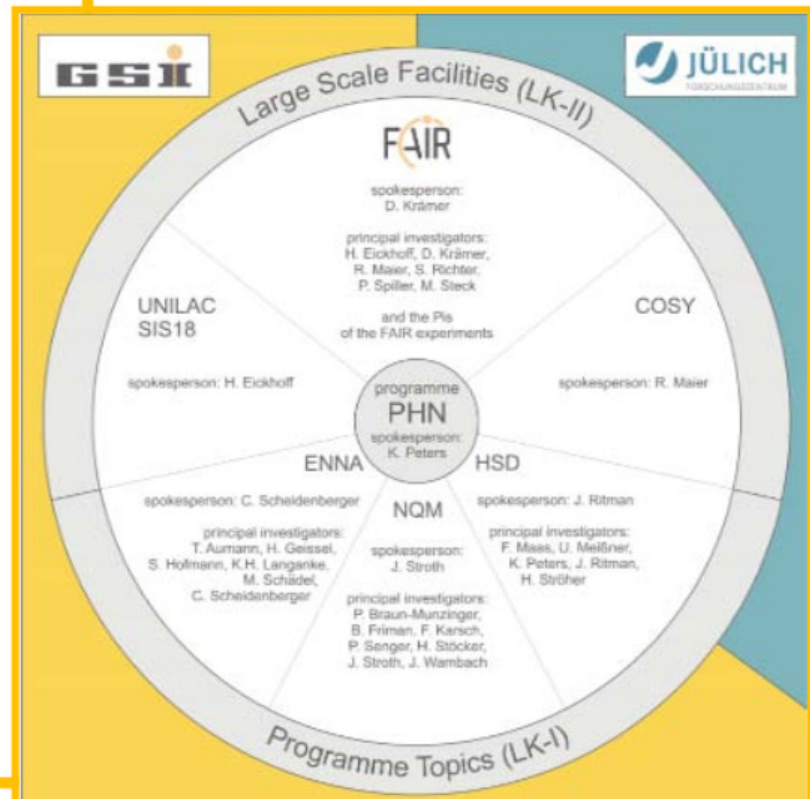 GSI
JÜLICH
FORSCHUNGSZENTRUM
Large Scale Facilities (LK-II)
FAIR
spokesperson:
D. Krämer
principal investigators:
H. Eickhoff, D. Krämer,
R. Maier, S. Richter,
P. Spiller, M. Steck
and the PIs
of the FAIR experiments
UNILAC
SIS18
spokesperson: H. Eickhoff
COSY
spokesperson: R. Maier
programme
PHN
spokesperson:
K. Peters
ENNA
spokesperson: C. Scheidenberger
principal investigators:
T. Aumann, H. Geissel,
S. Hofmann, K.H. Langanke,
M. Schädel,
C. Scheidenberger
NQM
spokesperson:
J. Stroth
principal investigators:
P. Braun-Munzinger,
B. Friman, F. Karsch,
P. Senger, H. Stöcker,
J. Stroth, J. Wambach
HSD
spokesperson: J. Ritman
principal investigators:
F. Maas, U. Meißner,
K. Peters, J. Ritman,
H. Ströher
Programme Topics (LK-I)